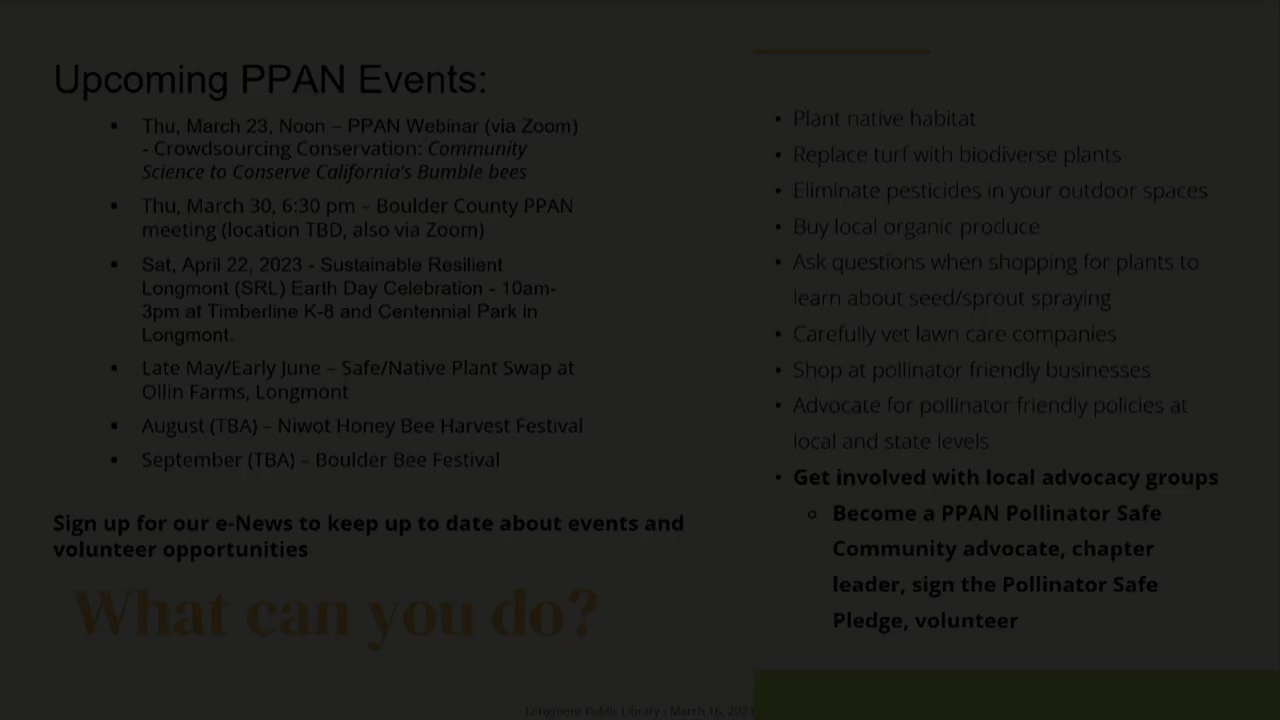 Upcoming PPAN Events:
▪ Thu, March 23, Noon – PPAN Webinar (via Zoom)
- Crowdsourcing Conservation: Community
Science to Conserve California's Bumble bees
▪ Thu, March 30, 6:30 pm – Boulder County PPAN
meeting (location TBD, also via Zoom)
▪ Sat, April 22, 2023 - Sustainable Resilient
Longmont (SRL) Earth Day Celebration - 10am-
3pm at Timberline K-8 and Centennial Park in
Longmont.
▪ Late May/Early June – Safe/Native Plant Swap at
Ollin Farms, Longmont
▪ August (TBA) – Niwot Honey Bee Harvest Festival
▪ September (TBA) – Boulder Bee Festival
Sign up for our e-News to keep up to date about events and
volunteer opportunities
What can you do?
• Plant native habitat
• Replace turf with biodiverse plants
• Eliminate pesticides in your outdoor spaces
• Buy local organic produce
• Ask questions when shopping for plants to
learn about seed/sprout spraying
• Carefully vet lawn care companies
• Shop at pollinator friendly businesses
• Advocate for pollinator friendly policies at
local and state levels
• Get involved with local advocacy groups
○ Become a PPAN Pollinator Safe
Community advocate, chapter
leader, sign the Pollinator Safe
Pledge, volunteer
Longmont Public Library - March 16,